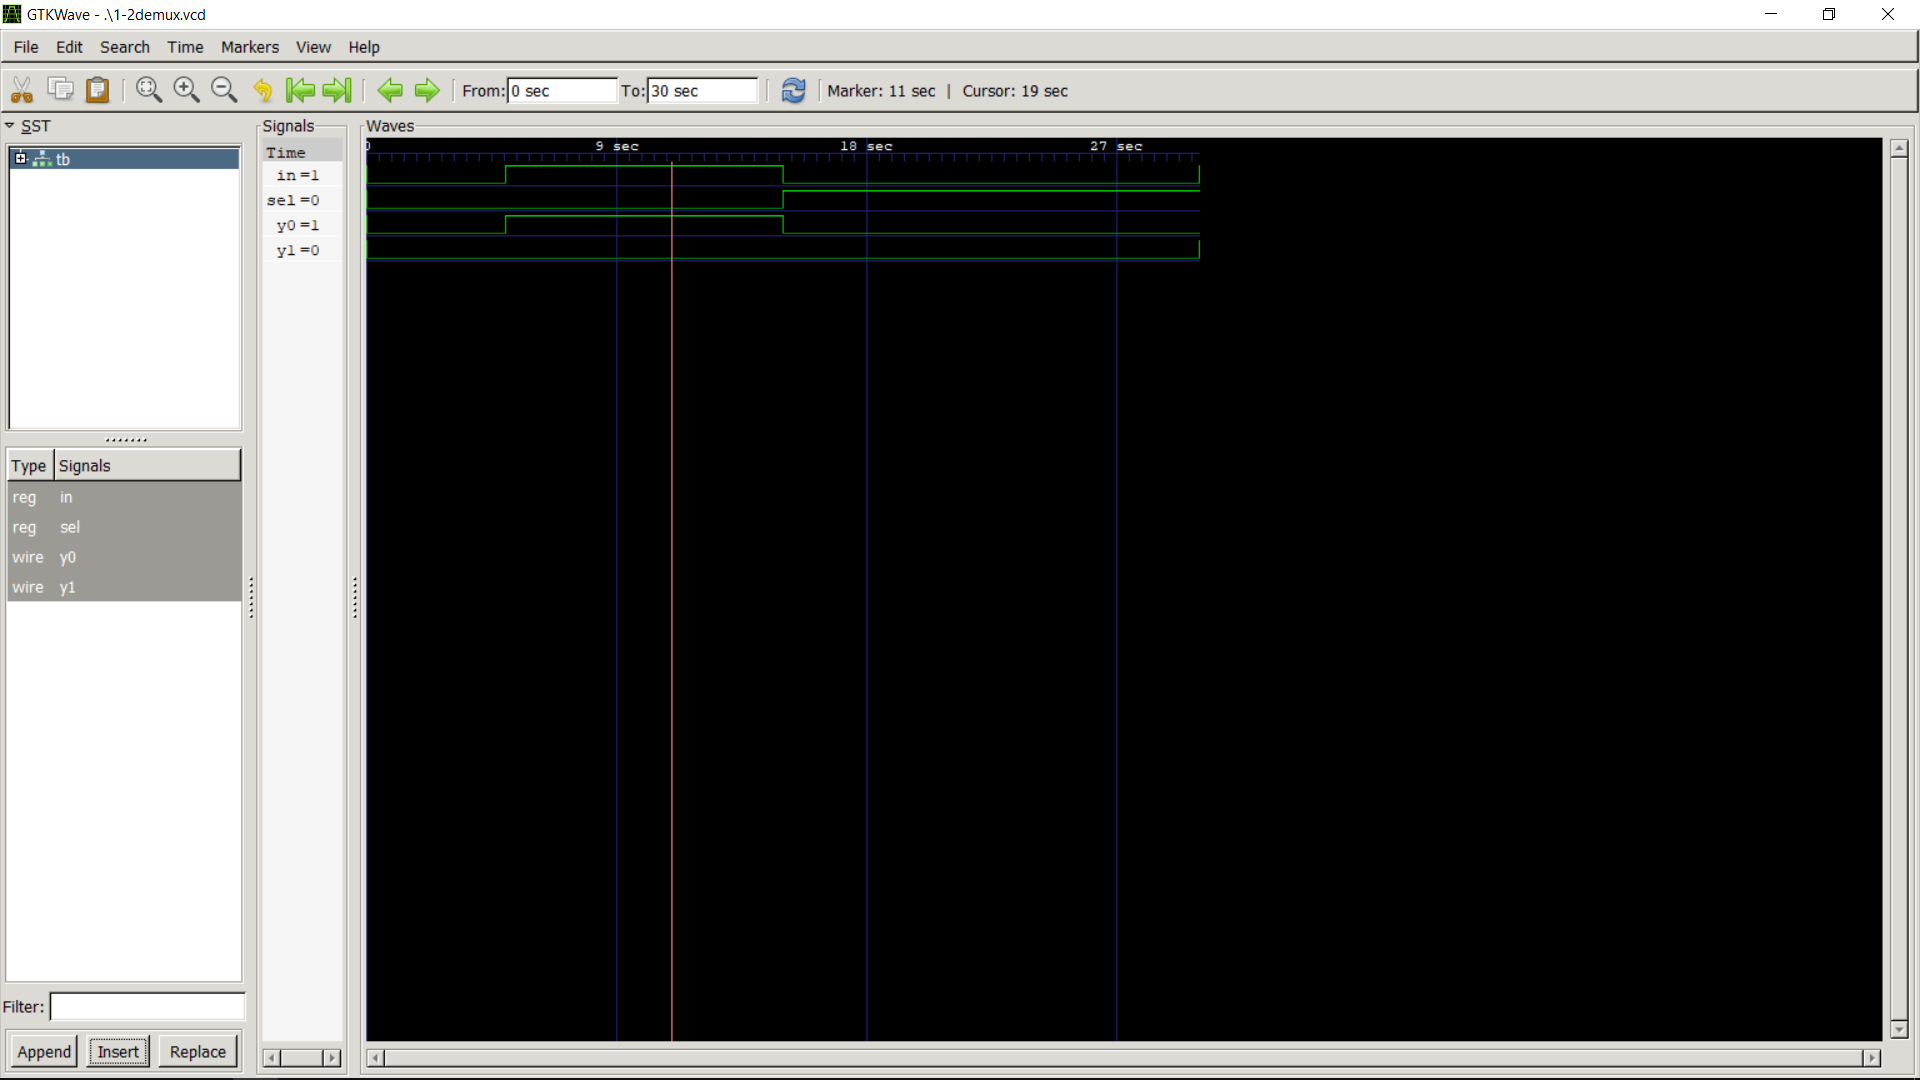 GTKWave - .\1-2demux.vcd
File Edit Search Time Markers View Help
From: 0 sec To: 30 sec Marker: 11 sec | Cursor: 19 sec
SST
tb
Type Signals
reg in
reg sel
wire y0
wire y1
Filter:
Append Insert Replace
Signals
Time
in =1
sel =0
y0 =1
y1 =0
Waves
0 9 sec 18 sec 27 sec